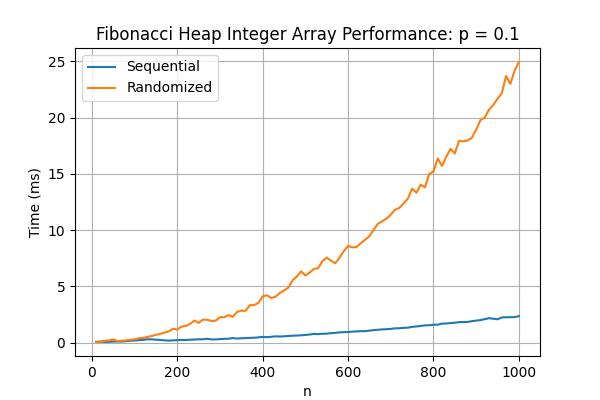 Fibonacci Heap Integer Array Performance: p = 0.1
Sequential
Randomized
Time (ms)
25
20
15
10
5
0
0 200 400 600 800 1000
n